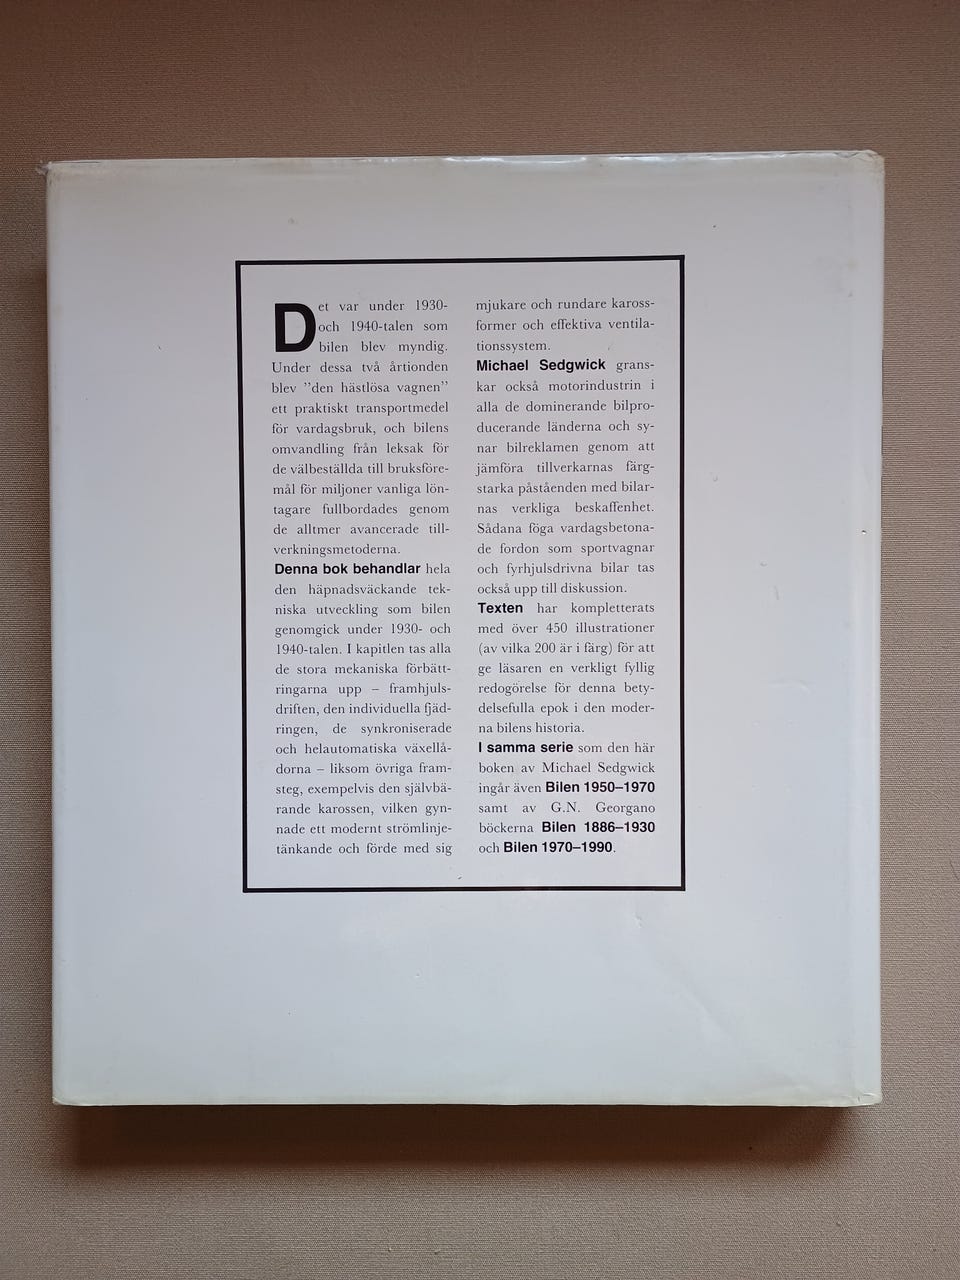 Det var under 1930-
och 1940-talen som
bilen blev myndig.
Under dessa två årtionden
blev ”den hästlösa vagnen”
ett praktiskt transportmedel
för vardagsbruk, och bilens
omvandling från leksak för
de välbeställda till bruksföre-
mål för miljoner vanliga lön-
tagare fullbordades genom
de alltmer avancerade till-
verkningsmetoderna.
Denna bok behandlar hela
den häpnadsväckande tek-
niska utveckling som bilen
genomgick under 1930- och
1940-talen. I kapitlen tas alla
de stora mekaniska förbätt-
ringarna upp – framhjuls-
driften, den individuella fjäd-
ringen, de synkroniserade
och helautomatiska växellå-
dorna – liksom övriga fram-
steg, exempelvis den självbä-
rande karossen, vilken gyn-
nade ett modernt strömlinje-
tänkande och förde med sig
mjukare och rundare kaross-
former och effektiva ventila-
tionssystem.
Michael Sedgwick grans-
kar också motorindustrin i
alla de dominerande bilpro-
ducerande länderna och sy-
nar bilreklamen genom att
jämföra tillverkarnas färg-
starka påståenden med bilar-
nas verkliga beskaffenhet.
Sådana föga vardagsbetona-
de fordon som sportvagnar
och fyrhjulsdrivna bilar tas
också upp till diskussion.
Texten har kompletterats
med över 450 illustrationer
(av vilka 200 är i färg) för att
ge läsaren en verkligt fyllig
redogörelse för denna bety-
delsefulla epok i den moder-
na bilens historia.
I samma serie som den här
boken av Michael Sedgwick
ingår även Bilen 1950–1970
samt av G.N. Georgano
böckerna Bilen 1886–1930
och Bilen 1970–1990.